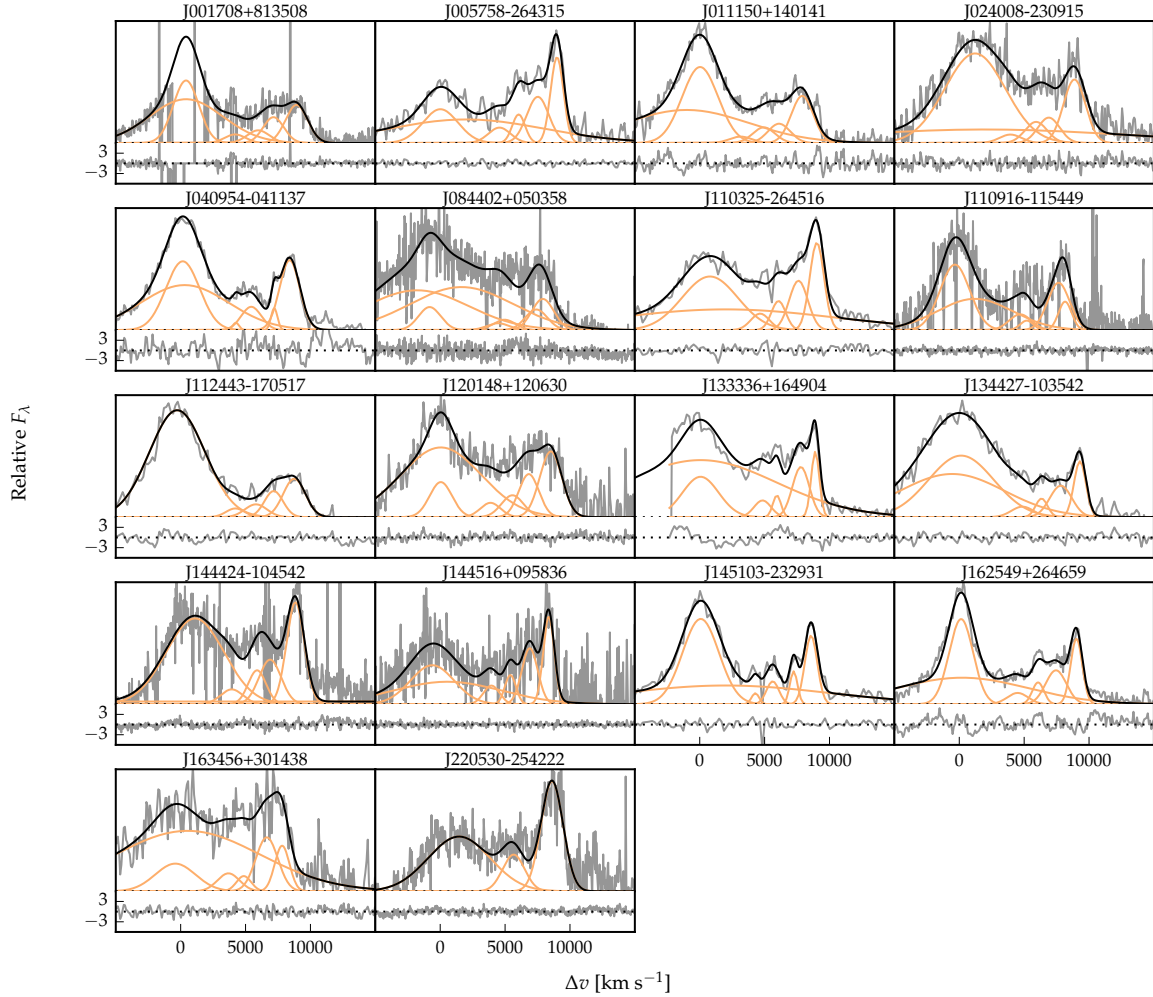 J001708+813508 J005758-264315 J011150+140141 J024008-230915
3
−3
J040954-041137 J084402+050358 J110325-264516 J110916-115449
3
−3
J112443-170517 J120148+120630 J133336+164904 J134427-103542
3
−3
Relative Fλ
J144424-104542 J144516+095836 J145103-232931 J162549+264659
3
−3
0 5000 10000 0 5000 10000
J163456+301438 J220530-254222
3
−3
0 5000 10000 0 5000 10000
Δv [km s⁻¹]